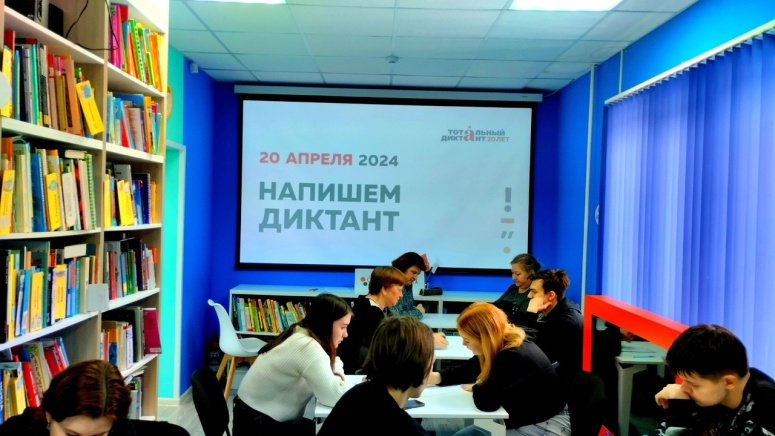 ТОТАЛЬНЫЙ
ДИКТАНТ 20 ЛЕТ
20 АПРЕЛЯ 2024
НАПИШЕМ
ДИКТАНТ